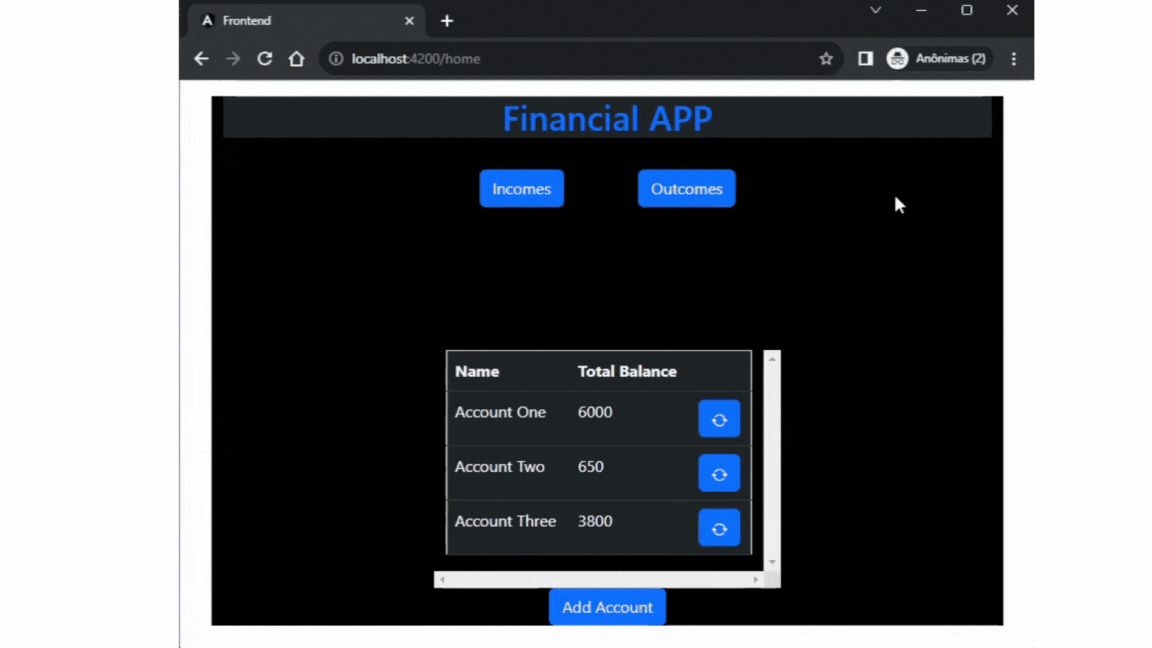 Frontend
localhost:4200/home
Anônimas (2)
Financial APP
Incomes Outcomes
Name Total Balance
Account One 6000
Account Two 650
Account Three 3800
Add Account